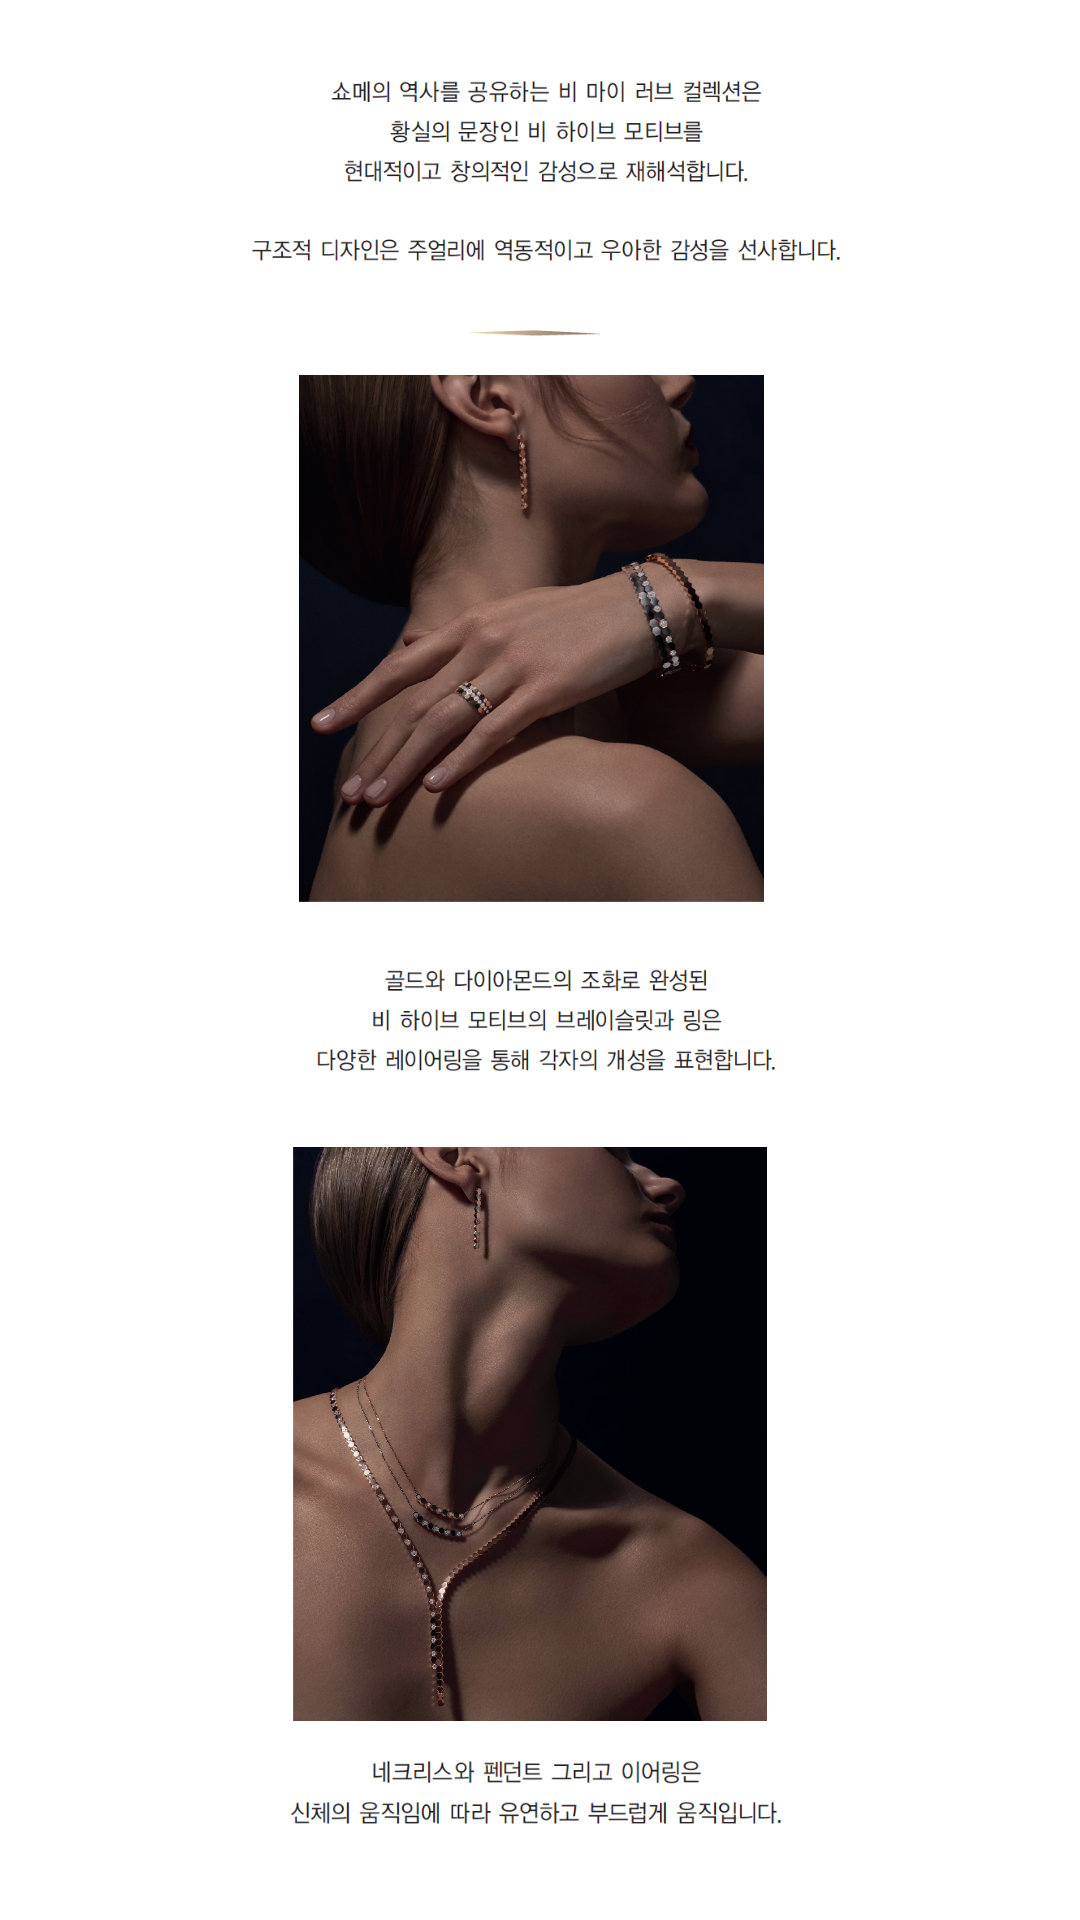 쇼메의 역사를 공유하는 비 마이 러브 컬렉션은
황실의 문장인 비 하이브 모티브를
현대적이고 창의적인 감성으로 재해석합니다.
구조적 디자인은 주얼리에 역동적이고 우아한 감성을 선사합니다.
골드와 다이아몬드의 조화로 완성된
비 하이브 모티브의 브레이슬릿과 링은
다양한 레이어링을 통해 각자의 개성을 표현합니다.
네크리스와 펜던트 그리고 이어링은
신체의 움직임에 따라 유연하고 부드럽게 움직입니다.